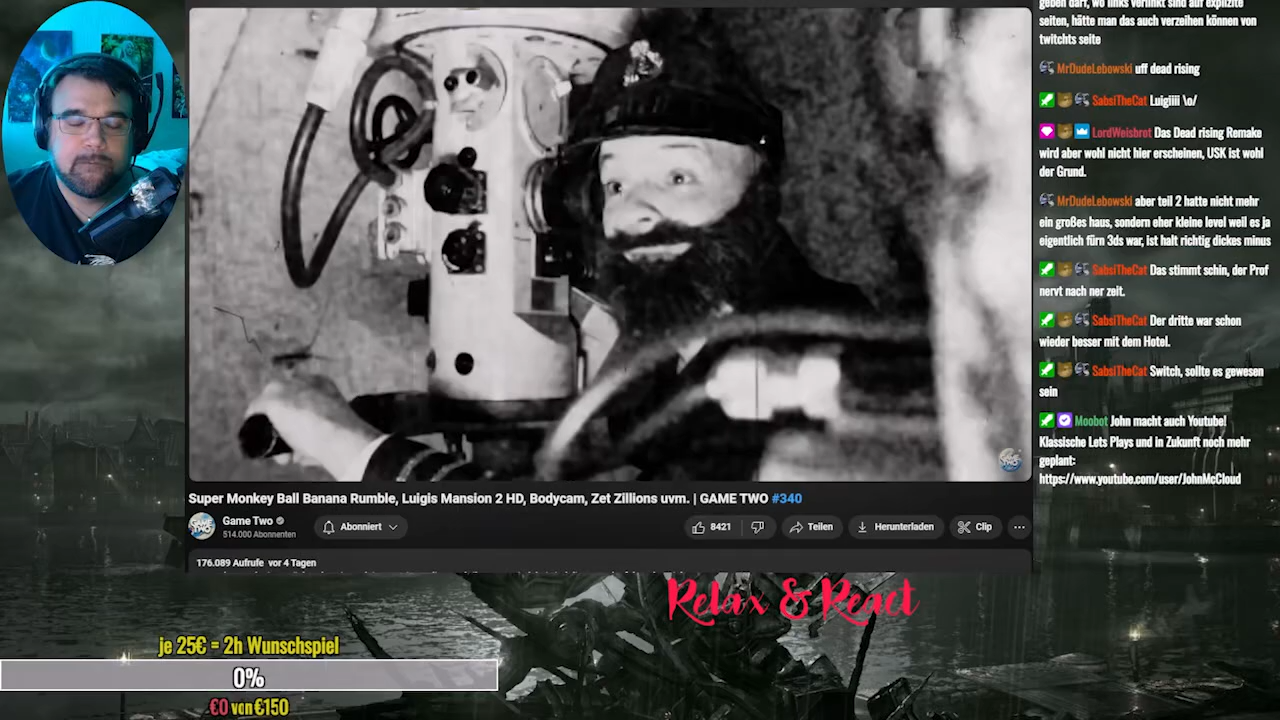 geben darf, wo links verlinkt sind auf explizite
seiten, hätte man das auch verzeihen können von
twitchts seite
MrDudeLebowski uff dead rising
SabsiTheCat Luigiiii \o/
LordWeisbrot Das Dead rising Remake
wird aber wohl nicht hier erscheinen, USK ist wohl
der Grund.
MrDudeLebowski aber teil 2 hatte nicht mehr
ein großes haus, sondern eher kleine level weil es ja
eigentlich fürn 3ds war, ist halt richtig dickes minus
SabsiTheCat Das stimmt schin, der Prof
nervt nach ner zeit.
SabsiTheCat Der dritte war schon
wieder besser mit dem Hotel.
SabsiTheCat Switch, sollte es gewesen
sein
Moobot John macht auch Youtube!
Klassische Lets Plays und in Zukunft noch mehr
geplant:
https://www.youtube.com/user/JohnMcCloud
GAME TWO
Super Monkey Ball Banana Rumble, Luigis Mansion 2 HD, Bodycam, Zet Zillions uvm. | GAME TWO #340
Game Two
514.000 Abonnenten
Abonniert
8421
Teilen
Herunterladen
Clip
176.089 Aufrufe vor 4 Tagen
Relax & React
je 25€ = 2h Wunschspiel
0%
€0 von €150